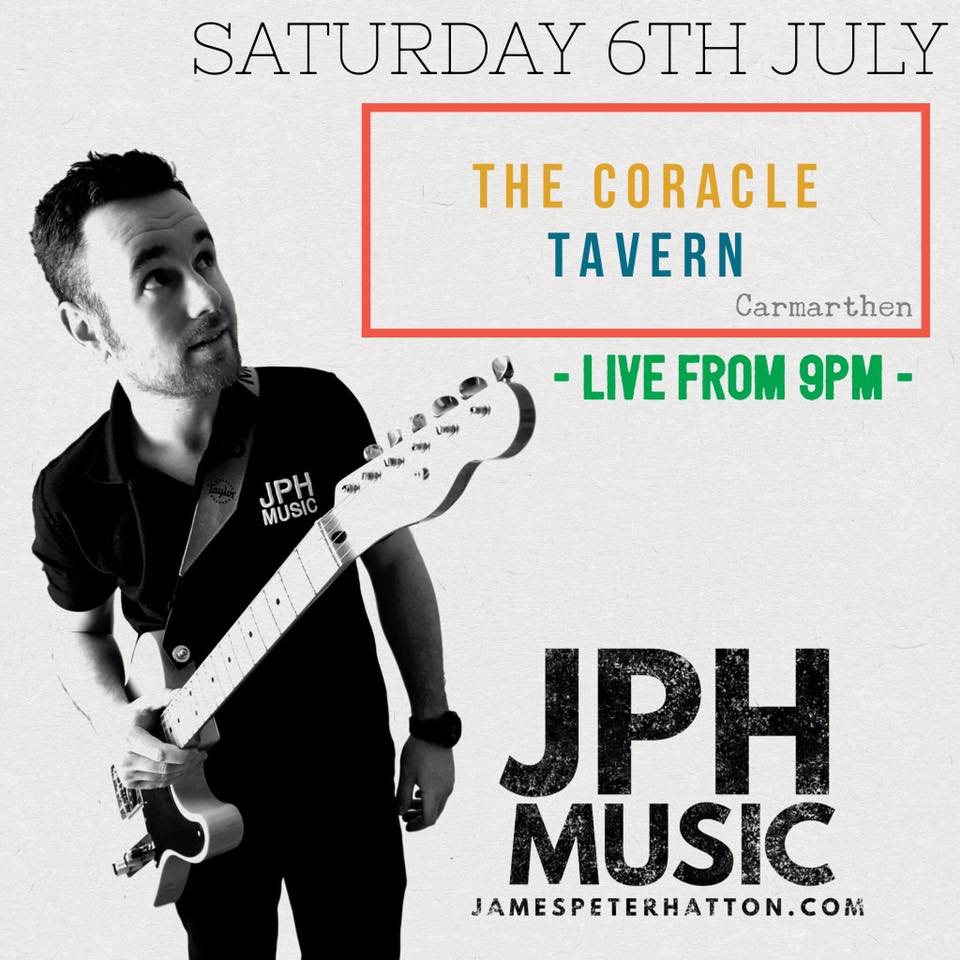 SATURDAY 6TH JULY
THE CORACLE
TAVERN
Carmarthen
- LIVE FROM 9PM -
Taylor
JPH
MUSIC
JPH
MUSIC
JAMESPETERHATTON.COM